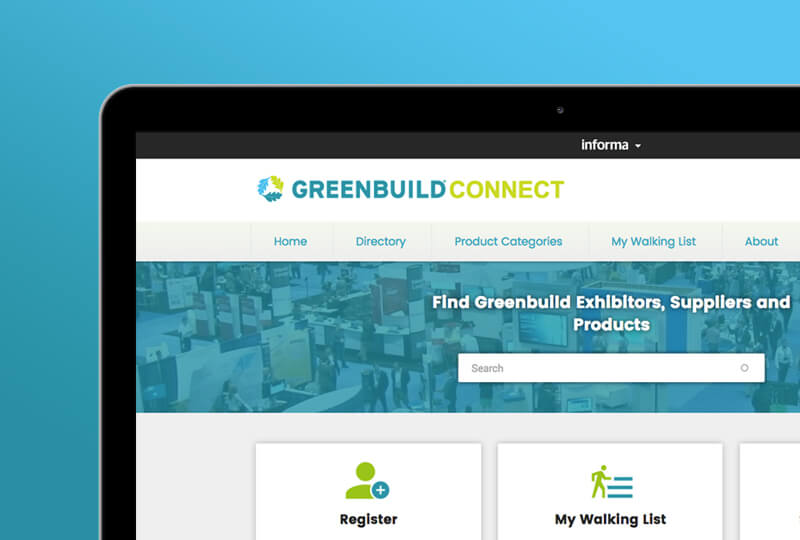 informa
GREENBUILD CONNECT
Home Directory Product Categories My Walking List About
Find Greenbuild Exhibitors, Suppliers and
Products
Search
Register My Walking List